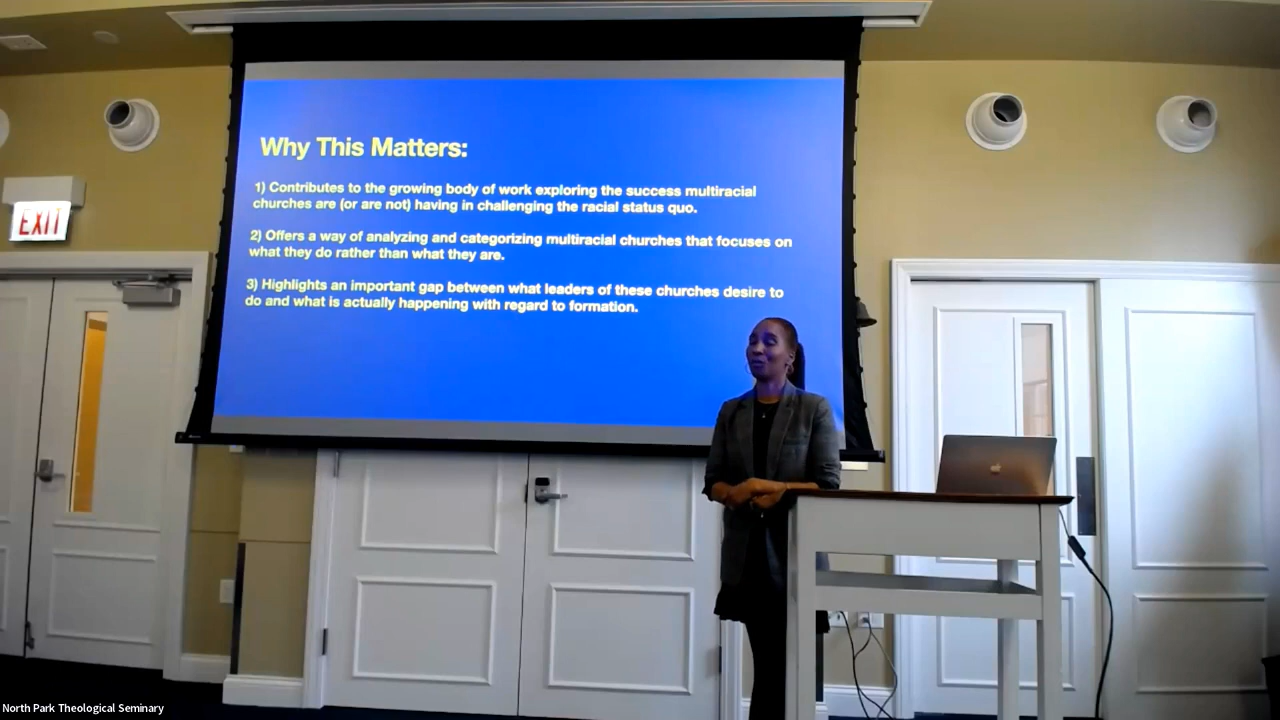 Why This Matters:
1) Contributes to the growing body of work exploring the success multiracial
churches are (or are not) having in challenging the racial status quo.
2) Offers a way of analyzing and categorizing multiracial churches that focuses on
what they do rather than what they are.
3) Highlights an important gap between what leaders of these churches desire to
do and what is actually happening with regard to formation.
EXIT
North Park Theological Seminary